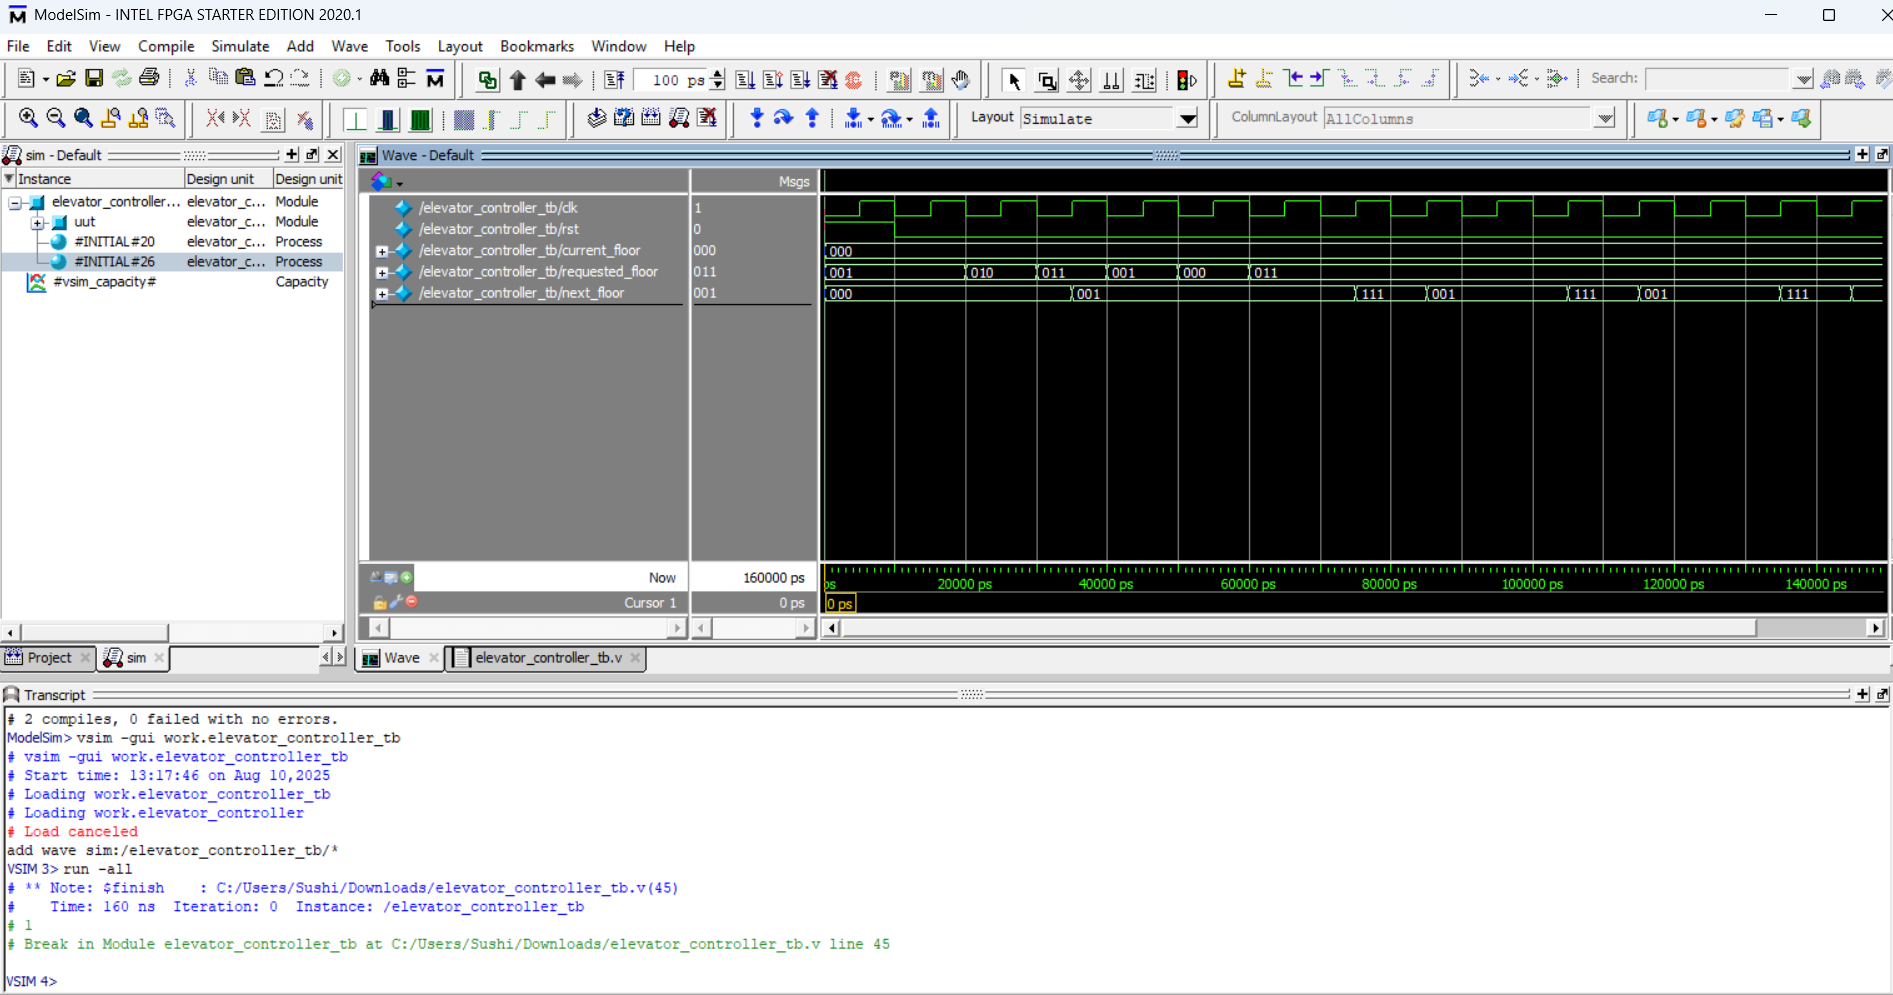 ModelSim - INTEL FPGA STARTER EDITION 2020.1
File Edit View Compile Simulate Add Wave Tools Layout Bookmarks Window Help
100 ps
Search:
Layout Simulate
ColumnLayout AllColumns
sim - Default
Instance Design unit Design unit
elevator_controller... elevator_c... Module
uut elevator_c... Module
#INITIAL#20 elevator_c... Process
#INITIAL#26 elevator_c... Process
#vsim_capacity# Capacity
Wave - Default
Msgs
/elevator_controller_tb/clk 1
/elevator_controller_tb/rst 0
/elevator_controller_tb/current_floor 000 000
/elevator_controller_tb/requested_floor 011 001 010 011 001 000 011
/elevator_controller_tb/next_floor 001 000 001 111 001 111 001 111
Now 160000 ps
ps 20000 ps 40000 ps 60000 ps 80000 ps 100000 ps 120000 ps 140000 ps
Cursor 1 0 ps 0 ps
Project sim
Wave elevator_controller_tb.v
Transcript
# 2 compiles, 0 failed with no errors.
ModelSim> vsim -gui work.elevator_controller_tb
# vsim -gui work.elevator_controller_tb
# Start time: 13:17:46 on Aug 10,2025
# Loading work.elevator_controller_tb
# Loading work.elevator_controller
# Load canceled
add wave sim:/elevator_controller_tb/*
VSIM 3> run -all
# ** Note: $finish    : C:/Users/Sushi/Downloads/elevator_controller_tb.v(45)
#    Time: 160 ns  Iteration: 0  Instance: /elevator_controller_tb
# 1
# Break in Module elevator_controller_tb at C:/Users/Sushi/Downloads/elevator_controller_tb.v line 45
VSIM 4>